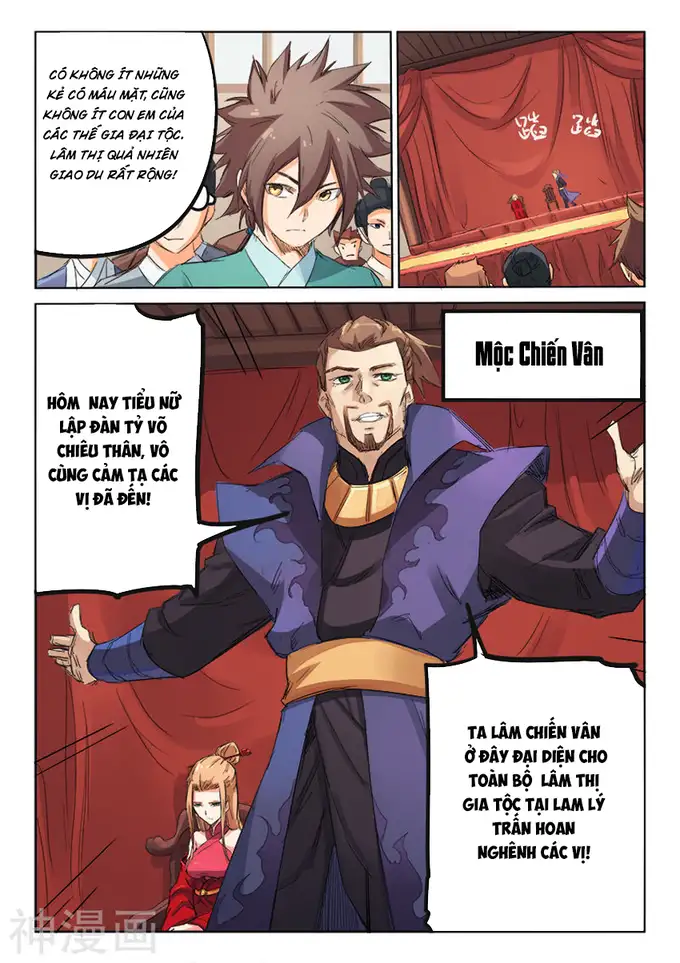 CÓ KHÔNG ÍT NHỮNG
KẺ CÓ MÁU MẶT, CŨNG
KHÔNG ÍT CON EM CỦA
CÁC THẾ GIA ĐẠI TỘC.
LÂM THỊ QUẢ NHIÊN
GIAO DU RẤT RỘNG!
踏 踏
Mộc Chiến Vân
HÔM NAY TIỂU NỮ
LẬP ĐÀN TỶ VÕ
CHIÊU THÂN, VÔ
CÙNG CẢM TẠ CÁC
VỊ ĐÃ ĐẾN!
TA LÂM CHIẾN VÂN
Ở ĐÂY ĐẠI DIỆN CHO
TOÀN BỘ LÂM THỊ
GIA TỘC TẠI LAM LÝ
TRẤN HOAN
NGHÊNH CÁC VỊ!
神漫画